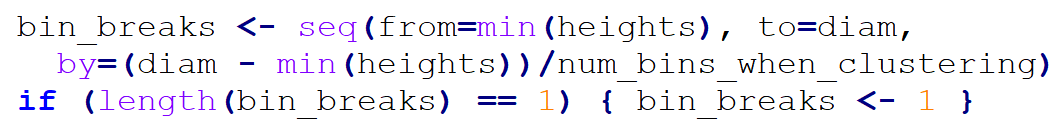 bin_breaks <- seq(from=min(heights), to=diam,
  by=(diam - min(heights))/num_bins_when_clustering)
if (length(bin_breaks) == 1) { bin_breaks <- 1 }